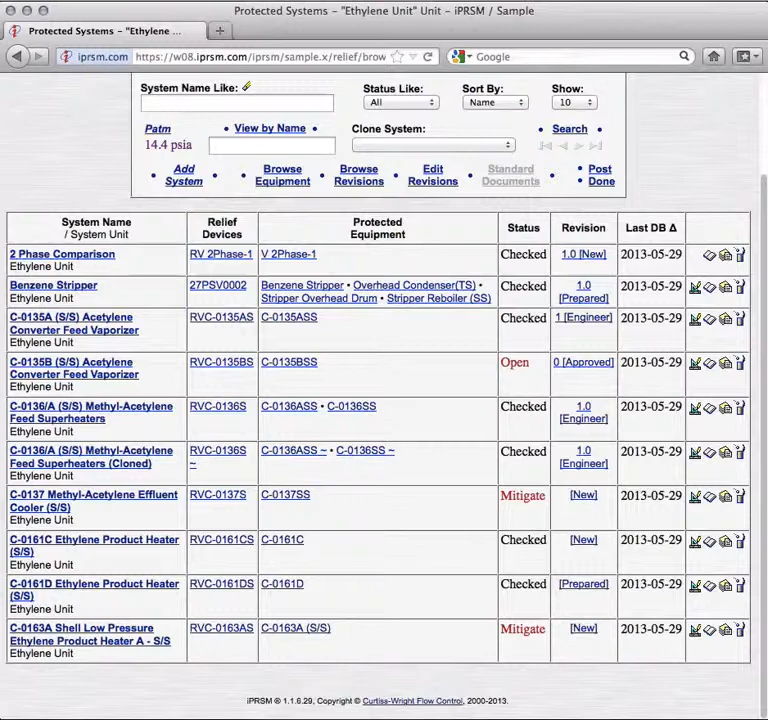 Protected Systems - "Ethylene Unit" Unit - iPRSM / Sample
Protected Systems - "Ethylene ...
iprsm.com https://w08.iprsm.com/iprsm/sample.x/relief/brow Google
System Name Like: Status Like: Sort By: Show:
All Name 10
Patm • View by Name • Clone System: • Search •
14.4 psia
• Add System • • Browse Equipment • Browse Revisions • Edit Revisions • Standard Documents • • Post
• Done
System Name / System Unit Relief Devices Protected Equipment Status Revision Last DB Δ
2 Phase Comparison RV 2Phase-1 V 2Phase-1 Checked 1.0 [New] 2013-05-29
Ethylene Unit
Benzene Stripper 27PSV0002 Benzene Stripper • Overhead Condenser(TS) • Checked 1.0 2013-05-29
Ethylene Unit Stripper Overhead Drum • Stripper Reboiler (SS) [Prepared]
C-0135A (S/S) Acetylene RVC-0135AS C-0135ASS Checked 1 [Engineer] 2013-05-29
Converter Feed Vaporizer
Ethylene Unit
C-0135B (S/S) Acetylene RVC-0135BS C-0135BSS Open 0 [Approved] 2013-05-29
Converter Feed Vaporizer
Ethylene Unit
C-0136/A (S/S) Methyl-Acetylene RVC-0136S C-0136ASS • C-0136SS Checked 1.0 2013-05-29
Feed Superheaters [Engineer]
Ethylene Unit
C-0136/A (S/S) Methyl-Acetylene RVC-0136S C-0136ASS ~ • C-0136SS ~ Checked 1.0 2013-05-29
Feed Superheaters (Cloned) ~ [Engineer]
Ethylene Unit
C-0137 Methyl-Acetylene Effluent RVC-0137S C-0137SS Mitigate [New] 2013-05-29
Cooler (S/S)
Ethylene Unit
C-0161C Ethylene Product Heater RVC-0161CS C-0161C Checked [New] 2013-05-29
(S/S)
Ethylene Unit
C-0161D Ethylene Product Heater RVC-0161DS C-0161D Checked [Prepared] 2013-05-29
(S/S)
Ethylene Unit
C-0163A Shell Low Pressure RVC-0163AS C-0163A (S/S) Mitigate [New] 2013-05-29
Ethylene Product Heater A - S/S
Ethylene Unit
iPRSM ® 1.1.6.29, Copyright © Curtiss-Wright Flow Control, 2000-2013.